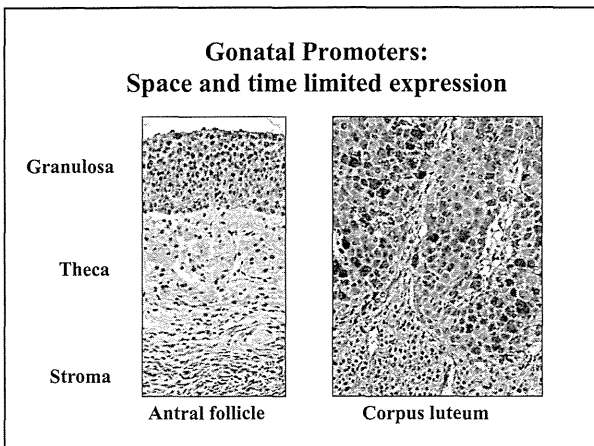 Gonatal Promoters:
Space and time limited expression
Granulosa
Theca
Stroma
Antral follicle
Corpus luteum